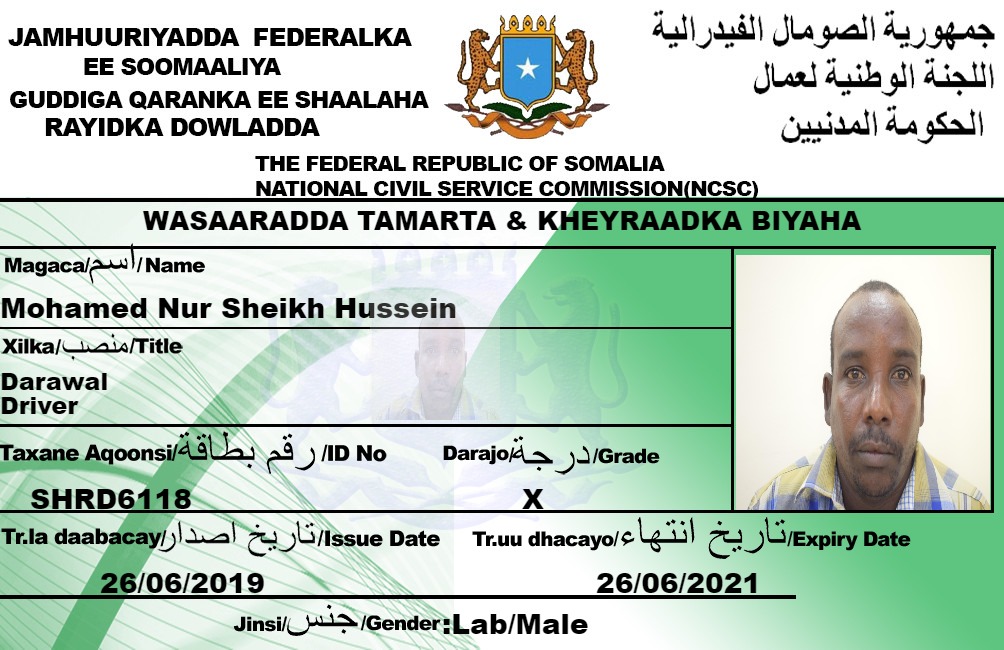 JAMHUURIYADDA FEDERALKA
EE SOOMAALIYA
GUDDIGA QARANKA EE SHAALAHA
RAYIDKA DOWLADDA
جمهورية الصومال الفيدرالية
اللجنة الوطنية لعمال
الحكومة المدنيين
THE FEDERAL REPUBLIC OF SOMALIA
NATIONAL CIVIL SERVICE COMMISSION(NCSC)
WASAARADDA TAMARTA & KHEYRAADKA BIYAHA
Magaca/اسم/Name
Mohamed Nur Sheikh Hussein
Xilka/منصب/Title
Darawal
Driver
Taxane Aqoonsi/رقم بطاقة/ID No
Darajo/درجة/Grade
SHRD6118
X
Tr.la daabacay/تاريخ اصدار/Issue Date
Tr.uu dhacayo/تاريخ انتهاء/Expiry Date
26/06/2019
26/06/2021
Jinsi/جنس/Gender:Lab/Male